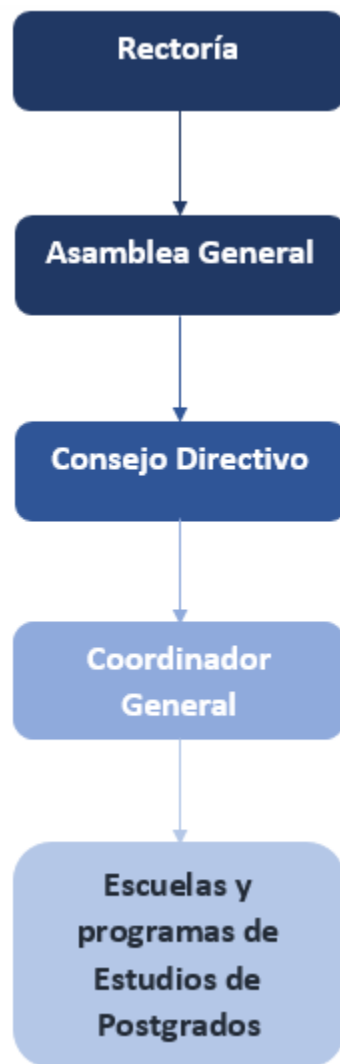 Rectoría
Asamblea General
Consejo Directivo
Coordinador
General
Escuelas y
programas de
Estudios de
Postgrados